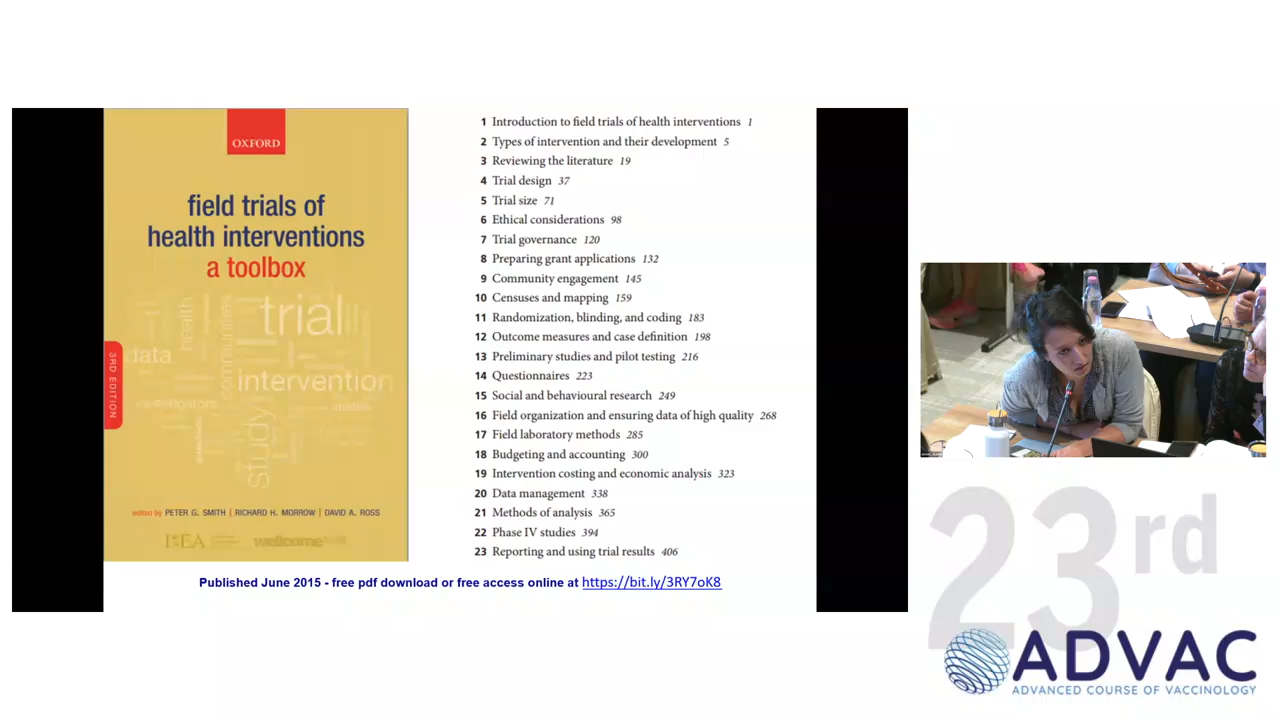 OXFORD
field trials of
health interventions
a toolbox
trial
health
communities
data
intervention
investigators
studies
study
3RD EDITION
edited by PETER G. SMITH | RICHARD H. MORROW | DAVID A. ROSS
wellcome
1 Introduction to field trials of health interventions 1
2 Types of intervention and their development 5
3 Reviewing the literature 19
4 Trial design 37
5 Trial size 71
6 Ethical considerations 98
7 Trial governance 120
8 Preparing grant applications 132
9 Community engagement 145
10 Censuses and mapping 159
11 Randomization, blinding, and coding 183
12 Outcome measures and case definition 198
13 Preliminary studies and pilot testing 216
14 Questionnaires 223
15 Social and behavioural research 249
16 Field organization and ensuring data of high quality 268
17 Field laboratory methods 285
18 Budgeting and accounting 300
19 Intervention costing and economic analysis 323
20 Data management 338
21 Methods of analysis 365
22 Phase IV studies 394
23 Reporting and using trial results 406
Published June 2015 - free pdf download or free access online at https://bit.ly/3RY7oK8
23rd
ADVAC
ADVANCED COURSE OF VACCINOLOGY